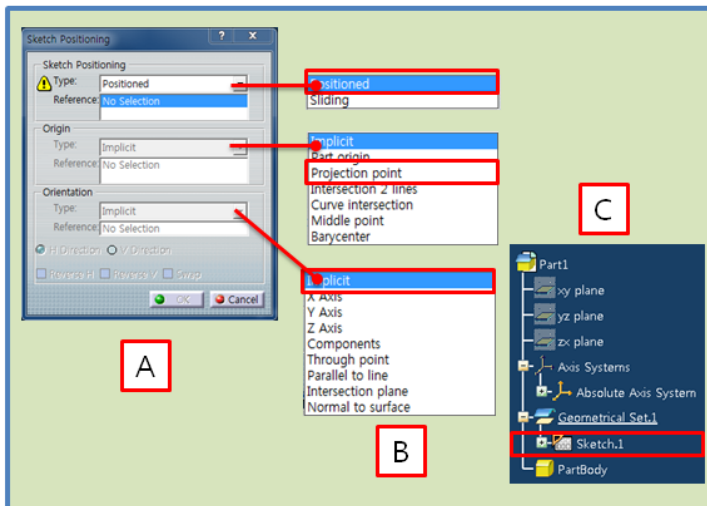 Sketch Positioning
Sketch Positioning
Type: Positioned
Reference: No Selection
Origin
Type: Implicit
Reference: No Selection
Orientation
Type: Implicit
Reference: No Selection
H Direction V Direction
Reverse H Reverse V Swap
OK Cancel
A
Positioned
Sliding
Implicit
Part origin
Projection point
Intersection 2 lines
Curve intersection
Middle point
Barycenter
Implicit
X Axis
Y Axis
Z Axis
Components
Through point
Parallel to line
Intersection plane
Normal to surface
B
C
Part1
xy plane
yz plane
zx plane
Axis Systems
Absolute Axis System
Geometrical Set.1
Sketch.1
PartBody